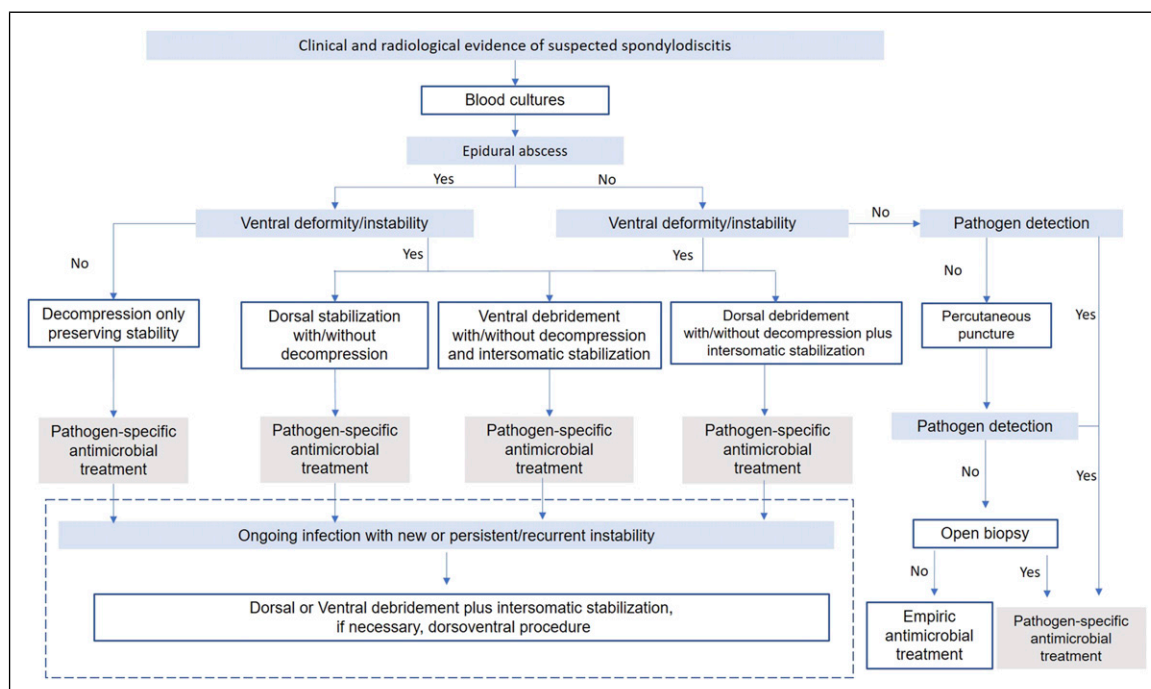 Clinical and radiological evidence of suspected spondylodiscitis
Blood cultures
Epidural abscess
Yes
No
Ventral deformity/instability
Ventral deformity/instability
No
Pathogen detection
No
Yes
Yes
No
Yes
Decompression only
preserving stability
Dorsal stabilization
with/without
decompression
Ventral debridement
with/without decompression
and intersomatic stabilization
Dorsal debridement
with/without decompression plus
intersomatic stabilization
Percutaneous
puncture
Pathogen-specific
antimicrobial
treatment
Pathogen-specific
antimicrobial
treatment
Pathogen-specific
antimicrobial
treatment
Pathogen-specific
antimicrobial
treatment
Pathogen detection
No
Yes
Ongoing infection with new or persistent/recurrent instability
Open biopsy
No
Yes
Dorsal or Ventral debridement plus intersomatic stabilization,
if necessary, dorsoventral procedure
Empiric
antimicrobial
treatment
Pathogen-specific
antimicrobial
treatment